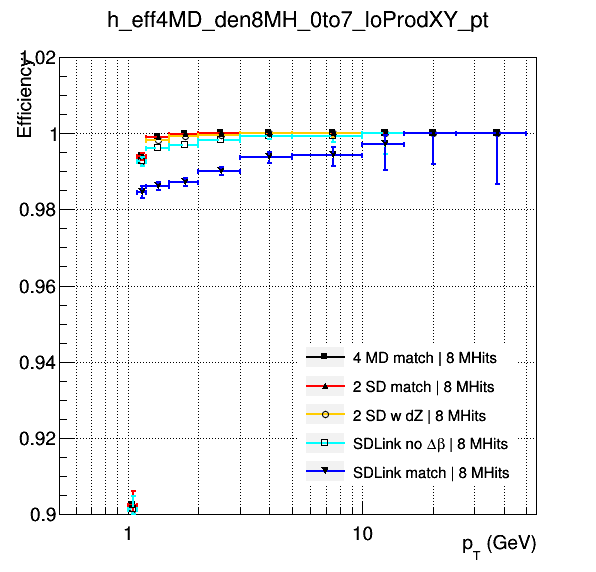 h_eff4MD_den8MH_0to7_loProdXY_pt
Efficiency
1.02
1
0.98
0.96
0.94
0.92
0.9
4 MD match | 8 MHits
2 SD match | 8 MHits
2 SD w dZ | 8 MHits
SDLink no Δβ | 8 MHits
SDLink match | 8 MHits
1
10
p_T (GeV)